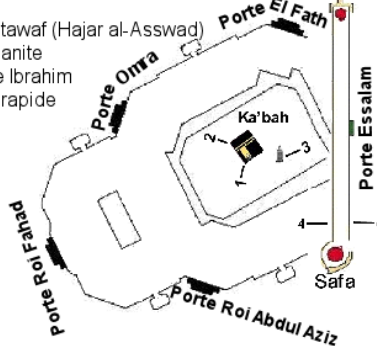 tawaf (Hajar al-Asswad)
anite
e Ibrahim
rapide
Porte El Fath
Porte Omra
Ka'bah
2
3
1
Porte Essalam
4
Safa
Porte Roi Fahad
Porte Roi Abdul Aziz